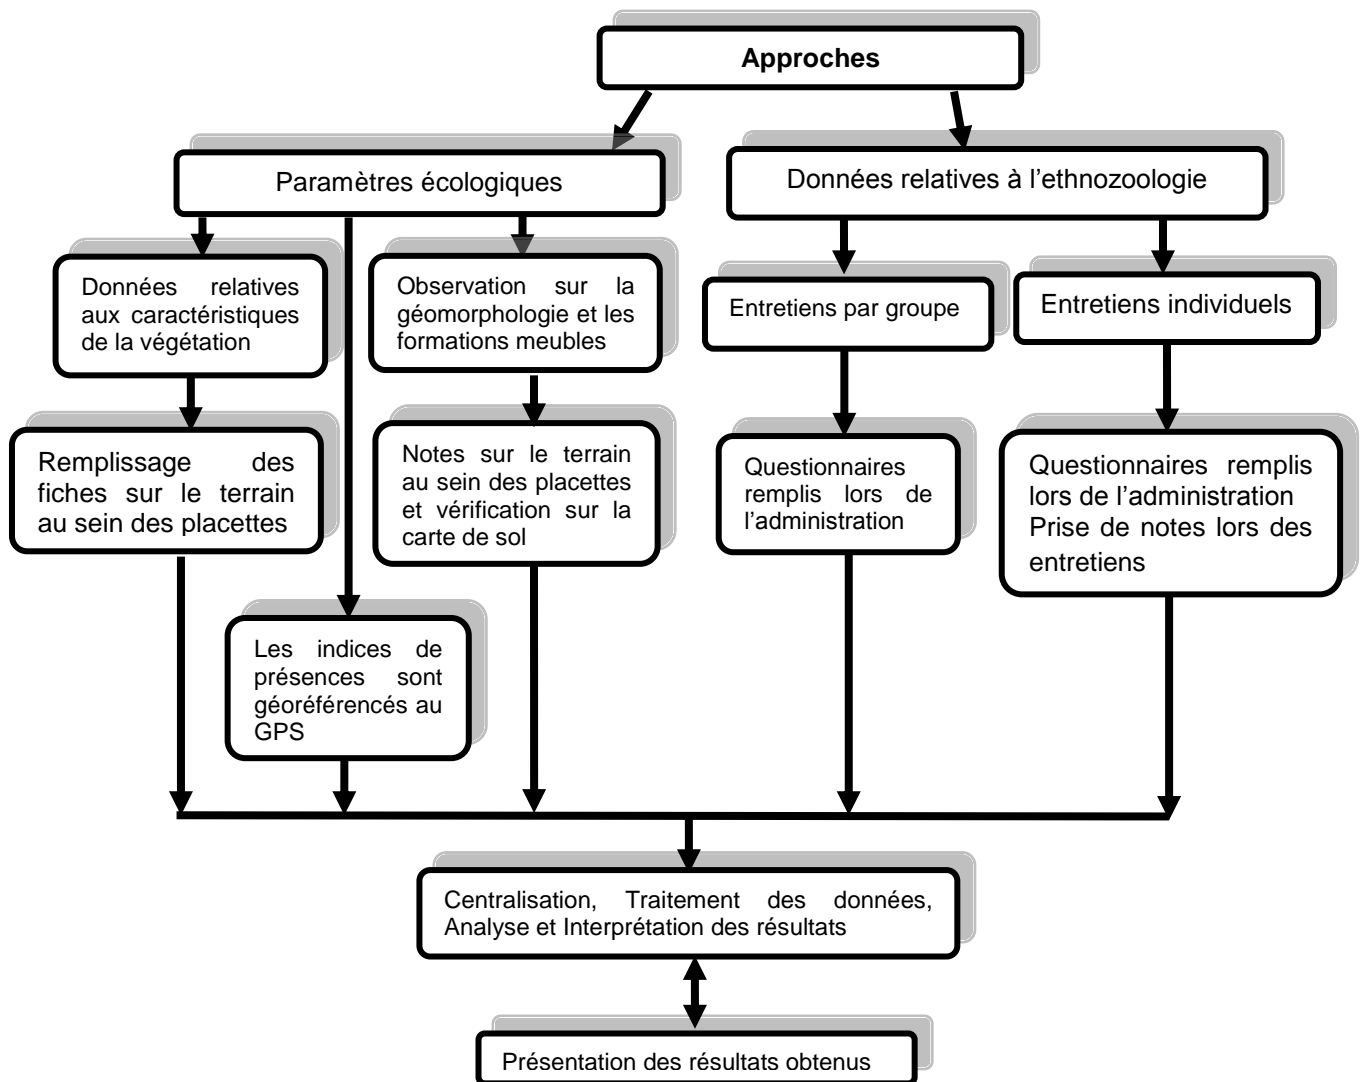 Approches
Paramètres écologiques
Données relatives à l’ethnozoologie
Données relatives
aux caractéristiques
de la végétation
Observation sur la
géomorphologie et les
formations meubles
Entretiens par groupe
Entretiens individuels
Remplissage des
fiches sur le terrain
au sein des placettes
Notes sur le terrain
au sein des placettes
et vérification sur la
carte de sol
Questionnaires
remplis lors de
l’administration
Questionnaires remplis
lors de l’administration
Prise de notes lors des
entretiens
Les indices de
présences sont
géoréférencés au
GPS
Centralisation, Traitement des données,
Analyse et Interprétation des résultats
Présentation des résultats obtenus